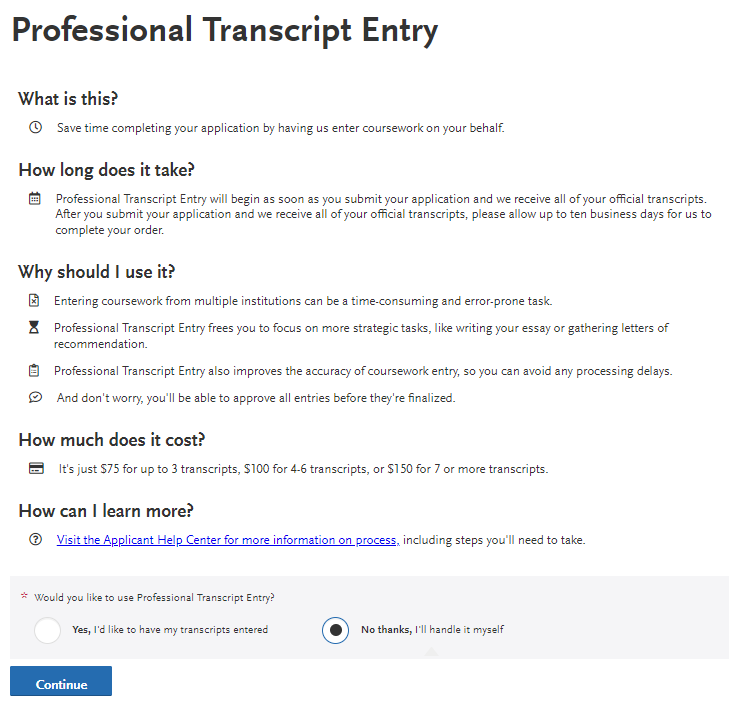 Professional Transcript Entry
What is this?
Save time completing your application by having us enter coursework on your behalf.
How long does it take?
Professional Transcript Entry will begin as soon as you submit your application and we receive all of your official transcripts.
After you submit your application and we receive all of your official transcripts, please allow up to ten business days for us to
complete your order.
Why should I use it?
Entering coursework from multiple institutions can be a time-consuming and error-prone task.
Professional Transcript Entry frees you to focus on more strategic tasks, like writing your essay or gathering letters of
recommendation.
Professional Transcript Entry also improves the accuracy of coursework entry, so you can avoid any processing delays.
And don't worry, you'll be able to approve all entries before they're finalized.
How much does it cost?
It's just $75 for up to 3 transcripts, $100 for 4-6 transcripts, or $150 for 7 or more transcripts.
How can I learn more?
Visit the Applicant Help Center for more information on process, including steps you'll need to take.
* Would you like to use Professional Transcript Entry?
Yes, I'd like to have my transcripts entered No thanks, I'll handle it myself
Continue